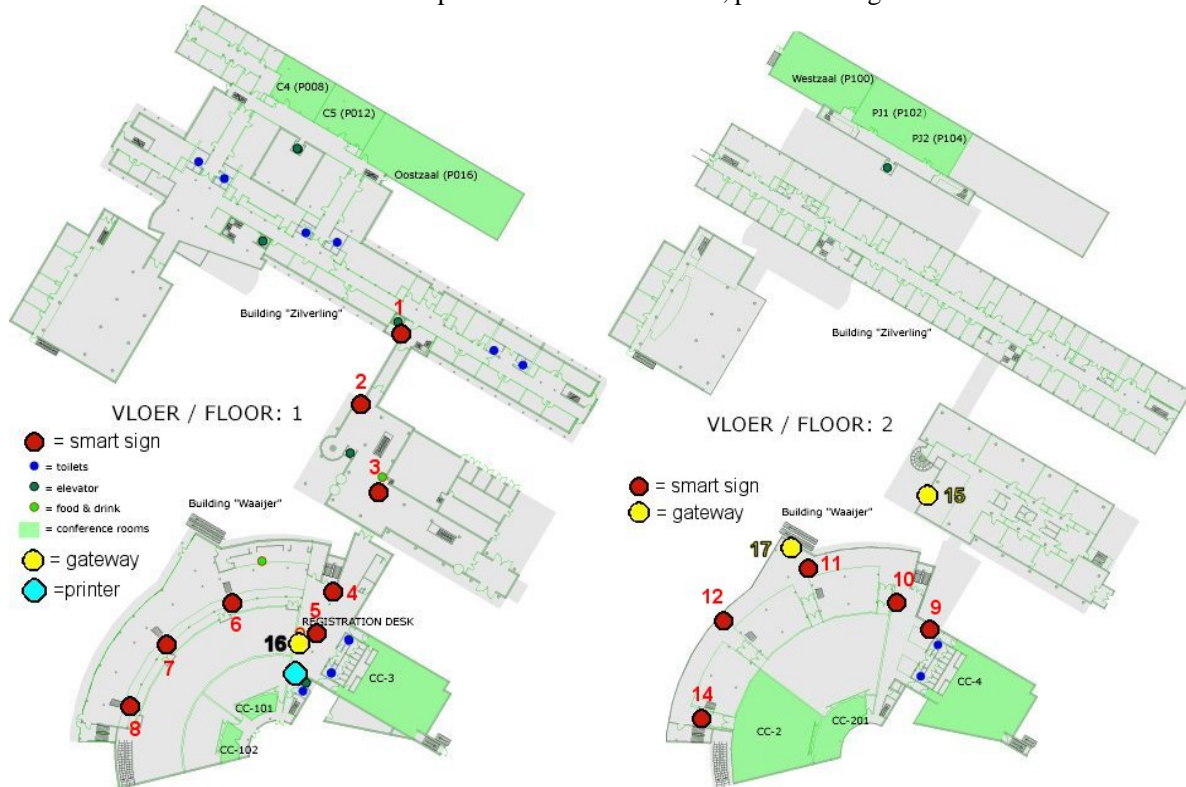 C4 (P008)
C5 (P012)
Oostzaal (P016)
Building "Zilverling"
1
2
VLOER / FLOOR: 1
= smart sign
= toilets
= elevator
= food & drink
= conference rooms
= gateway
=printer
3
Building "Waaijer"
4
5
REGISTRATION DESK
6
16
7
8
CC-3
CC-101
CC-102
Westzaal (P100)
PJ1 (P102)
PJ2 (P104)
Building "Zilverling"
VLOER / FLOOR: 2
= smart sign
= gateway
15
Building "Waaijer"
17
11
10
12
9
14
CC-4
CC-2
CC-201